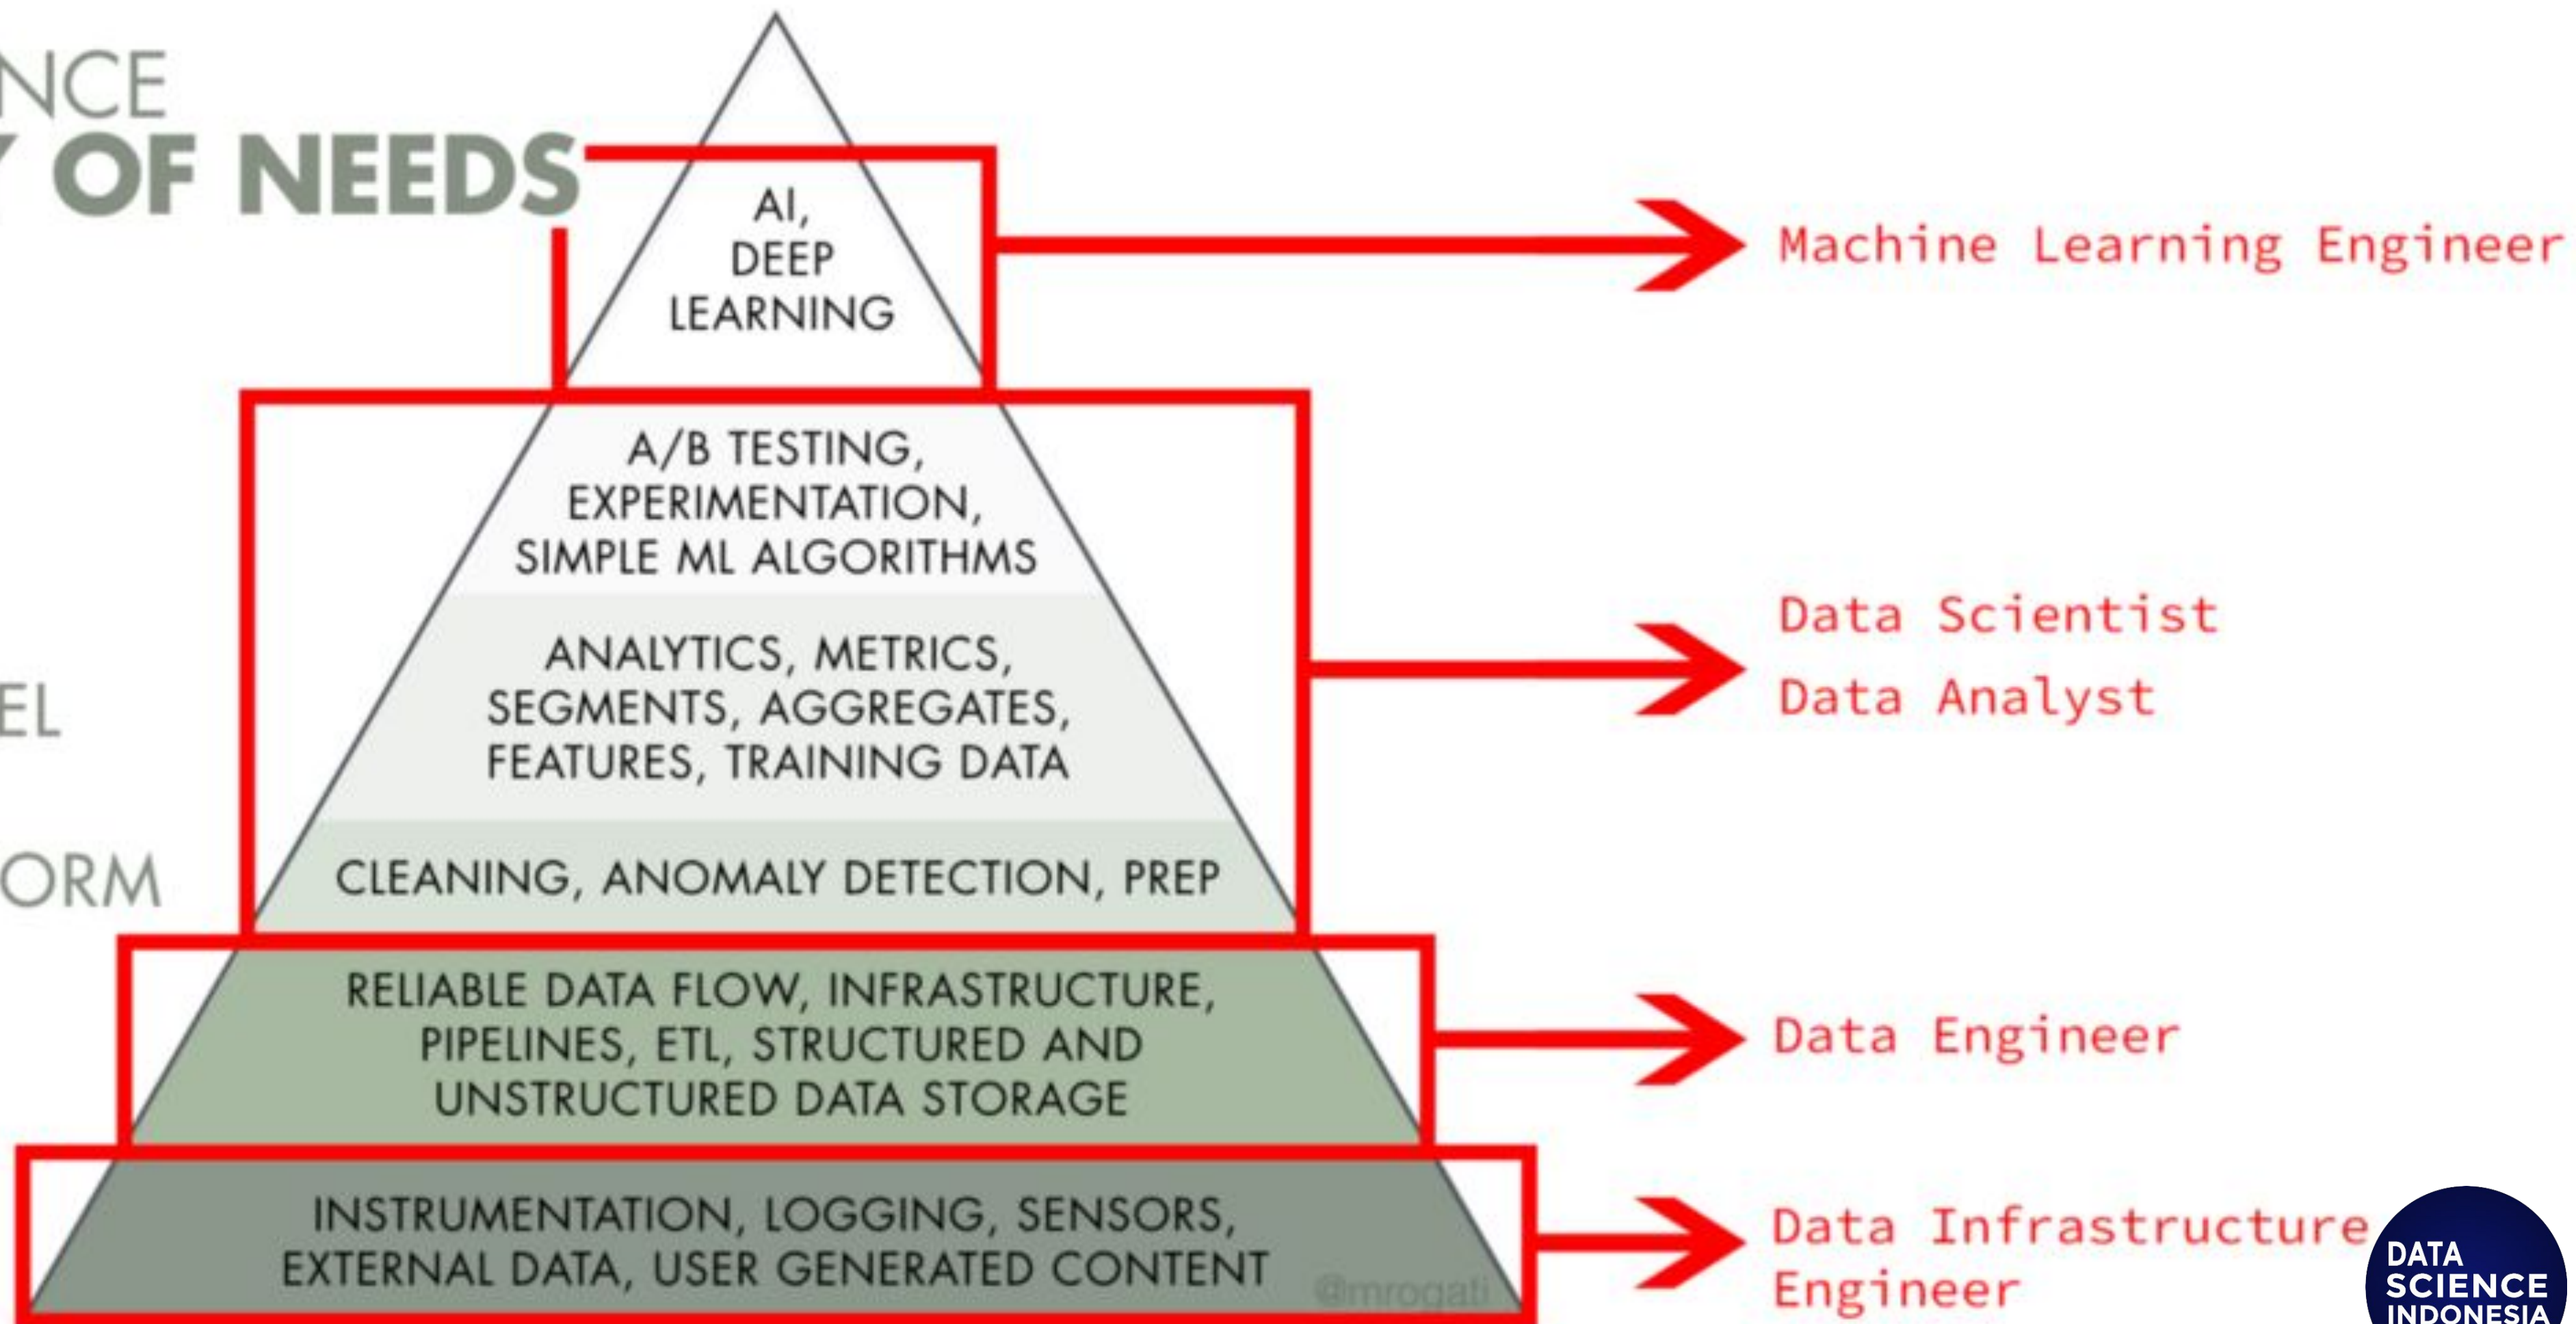 NCE
Y OF NEEDS
AI,
DEEP
LEARNING
Machine Learning Engineer
A/B TESTING,
EXPERIMENTATION,
SIMPLE ML ALGORITHMS
ANALYTICS, METRICS,
SEGMENTS, AGGREGATES,
FEATURES, TRAINING DATA
Data Scientist
Data Analyst
EL
CLEANING, ANOMALY DETECTION, PREP
ORM
RELIABLE DATA FLOW, INFRASTRUCTURE,
PIPELINES, ETL, STRUCTURED AND
UNSTRUCTURED DATA STORAGE
Data Engineer
INSTRUMENTATION, LOGGING, SENSORS,
EXTERNAL DATA, USER GENERATED CONTENT
@mrogati
Data Infrastructure
Engineer
DATA
SCIENCE
INDONESIA